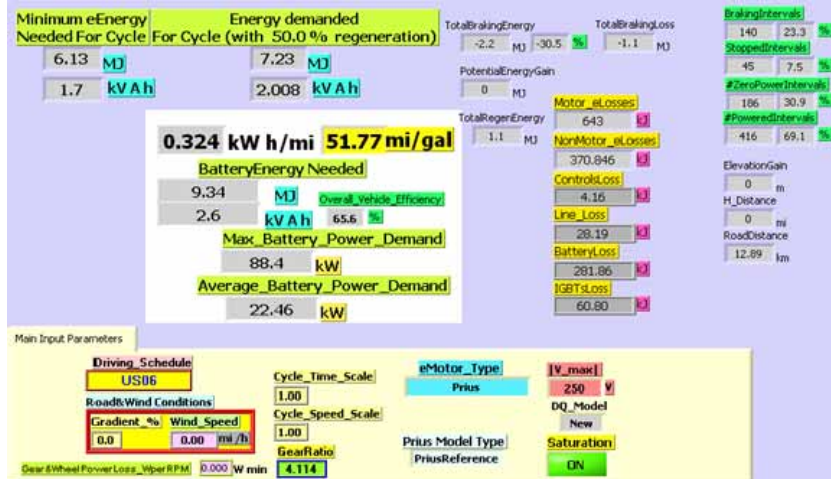 Minimum eEnergy
Needed For Cycle
6.13 MJ
1.7 kV A h
Energy demanded
For Cycle (with 50.0 % regeneration)
7.23 MJ
2.008 kV A h
TotalBrakingEnergy
-2.2 MJ -30.5 %
TotalBrakingLoss
-1.1 MJ
PotentialEnergyGain
0 MJ
TotalRegenEnergy
1.1 MJ
BrakingIntervals
140 23.3 %
StoppedIntervals
45 7.5 %
#ZeroPowerIntervals
186 30.9 %
#PoweredIntervals
416 69.1 %
0.324 kW h/mi 51.77 mi/gal
BatteryEnergy Needed
9.34 MJ
2.6 kV A h
Overall_Vehicle_Efficiency
65.6 %
Max_Battery_Power_Demand
88.4 kW
Average_Battery_Power_Demand
22.46 kW
Motor_eLosses
643 kJ
NonMotor_eLosses
370.846 kJ
ControlsLoss
4.16 kJ
Line_Loss
28.19 kJ
BatteryLoss
281.86 kJ
IGBTsLoss
60.80 kJ
ElevationGain
0 m
H_Distance
0 mi
RoadDistance
12.89 km
Main Input Parameters
Driving_Schedule
US06
Road&Wind Conditions
Gradient_% Wind_Speed
0.0 0.00 mi /h
Gear&WheelPowerLoss_WperRPM 0.000 W min
Cycle_Time_Scale
1.00
Cycle_Speed_Scale
1.00
GearRatio
4.114
eMotor_Type
Prius
Prius Model Type
PriusReference
|V_max|
250 V
DQ_Model
New
Saturation
ON